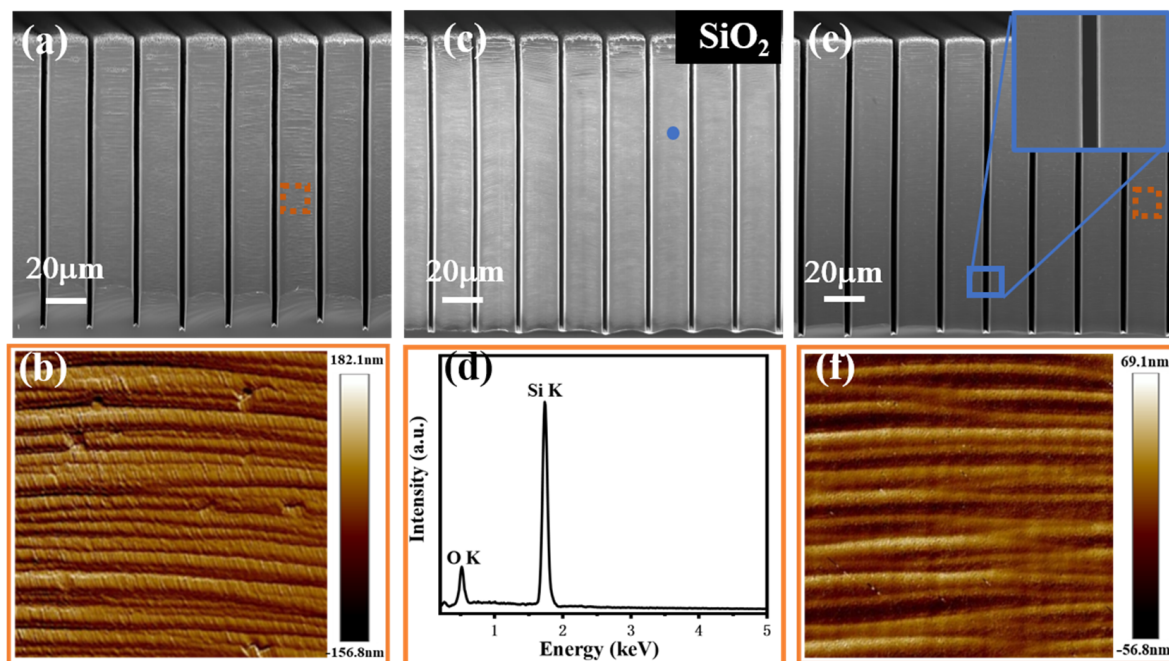 (a)
20μm
(c)
SiO2
20μm
(e)
20μm
(b)
182.1nm
-156.8nm
(d)
Si K
O K
Intensity (a.u.)
1 2 3 4 5
Energy (keV)
(f)
69.1nm
-56.8nm